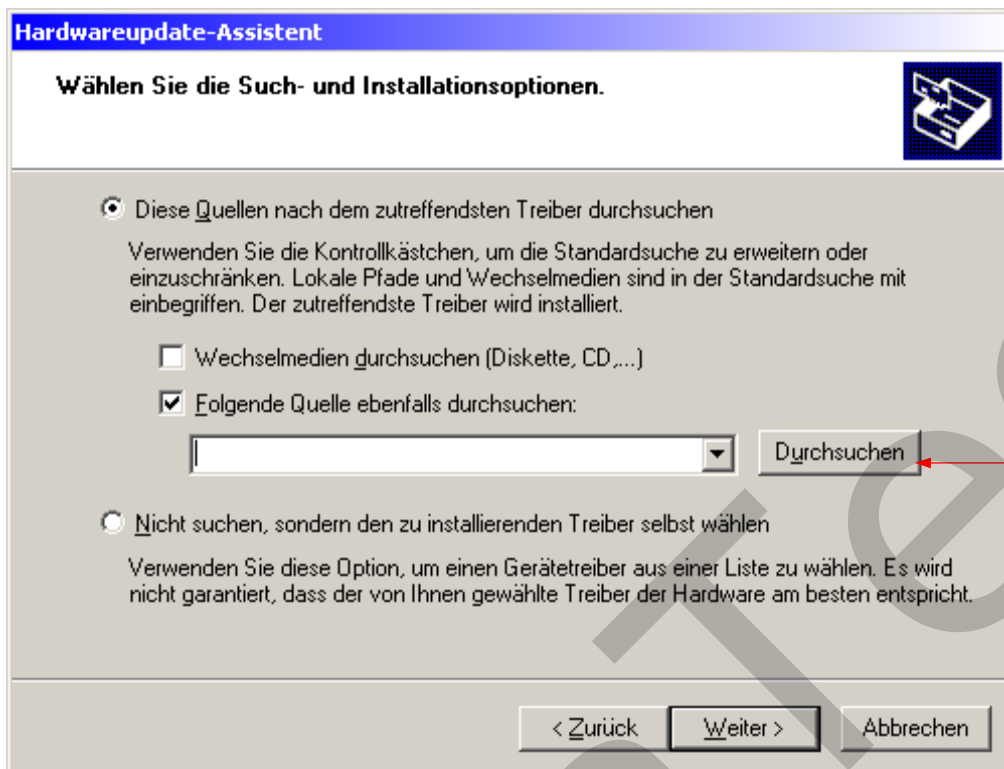 Hardwareupdate-Assistent
Wählen Sie die Such- und Installationsoptionen.
Diese Quellen nach dem zutreffendsten Treiber durchsuchen
Verwenden Sie die Kontrollkästchen, um die Standardsuche zu erweitern oder
einzuschränken. Lokale Pfade und Wechselmedien sind in der Standardsuche mit
einbegriffen. Der zutreffendste Treiber wird installiert.
Wechselmedien durchsuchen (Diskette, CD,...)
Folgende Quelle ebenfalls durchsuchen:
Durchsuchen
Nicht suchen, sondern den zu installierenden Treiber selbst wählen
Verwenden Sie diese Option, um einen Gerätetreiber aus einer Liste zu wählen. Es wird
nicht garantiert, dass der von Ihnen gewählte Treiber der Hardware am besten entspricht.
< Zurück Weiter > Abbrechen